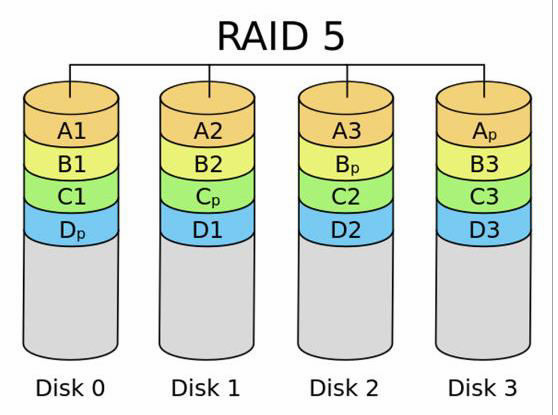 RAID 5
A1 A2 A3 Ap
B1 B2 Bp B3
C1 Cp C2 C3
Dp D1 D2 D3
Disk 0 Disk 1 Disk 2 Disk 3